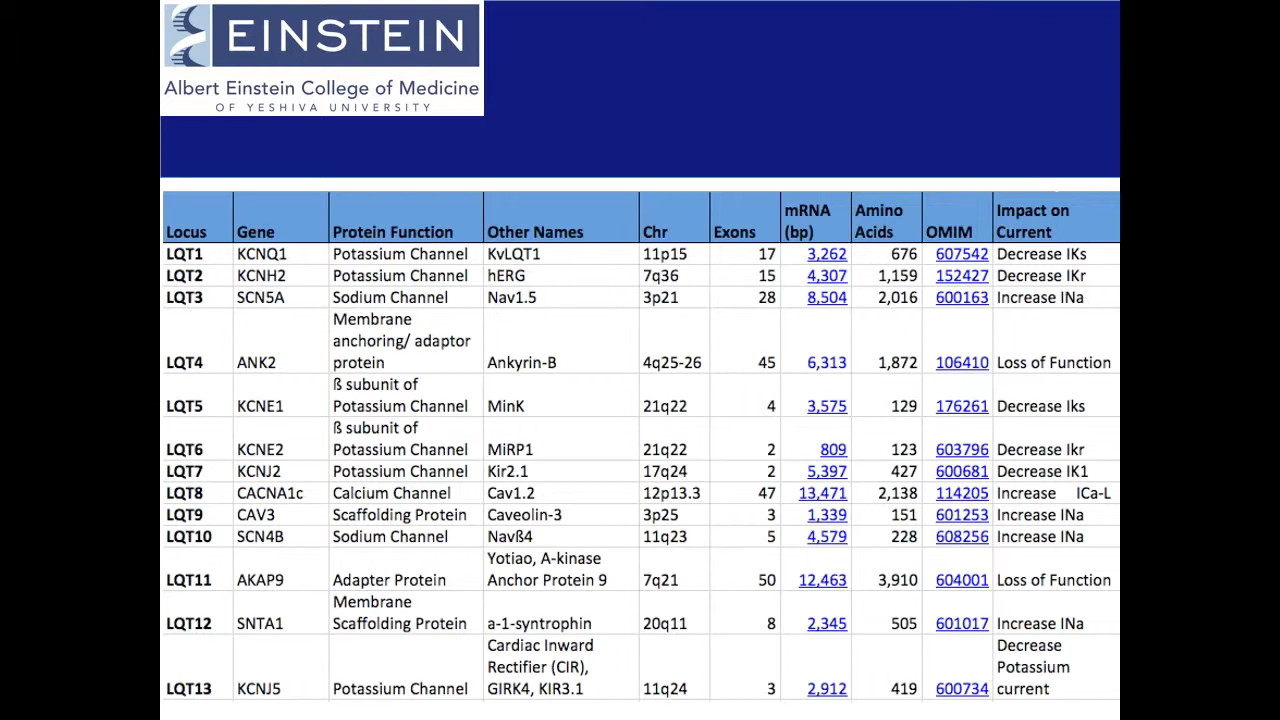 EINSTEIN
Albert Einstein College of Medicine
OF YESHIVA UNIVERSITY
Locus Gene Protein Function Other Names Chr Exons mRNA (bp) Amino Acids OMIM Impact on Current
LQT1 KCNQ1 Potassium Channel KvLQT1 11p15 17 3,262 676 607542 Decrease IKs
LQT2 KCNH2 Potassium Channel hERG 7q36 15 4,307 1,159 152427 Decrease IKr
LQT3 SCN5A Sodium Channel Nav1.5 3p21 28 8,504 2,016 600163 Increase INa
LQT4 ANK2 Membrane anchoring/ adaptor protein Ankyrin-B 4q25-26 45 6,313 1,872 106410 Loss of Function
LQT5 KCNE1 ß subunit of Potassium Channel MinK 21q22 4 3,575 129 176261 Decrease Iks
LQT6 KCNE2 ß subunit of Potassium Channel MiRP1 21q22 2 809 123 603796 Decrease Ikr
LQT7 KCNJ2 Potassium Channel Kir2.1 17q24 2 5,397 427 600681 Decrease IK1
LQT8 CACNA1c Calcium Channel Cav1.2 12p13.3 47 13,471 2,138 114205 Increase ICa-L
LQT9 CAV3 Scaffolding Protein Caveolin-3 3p25 3 1,339 151 601253 Increase INa
LQT10 SCN4B Sodium Channel Navß4 11q23 5 4,579 228 608256 Increase INa
LQT11 AKAP9 Adapter Protein Yotiao, A-kinase Anchor Protein 9 7q21 50 12,463 3,910 604001 Loss of Function
LQT12 SNTA1 Membrane Scaffolding Protein a-1-syntrophin 20q11 8 2,345 505 601017 Increase INa
LQT13 KCNJ5 Potassium Channel Cardiac Inward Rectifier (CIR), GIRK4, KIR3.1 11q24 3 2,912 419 600734 Decrease Potassium current